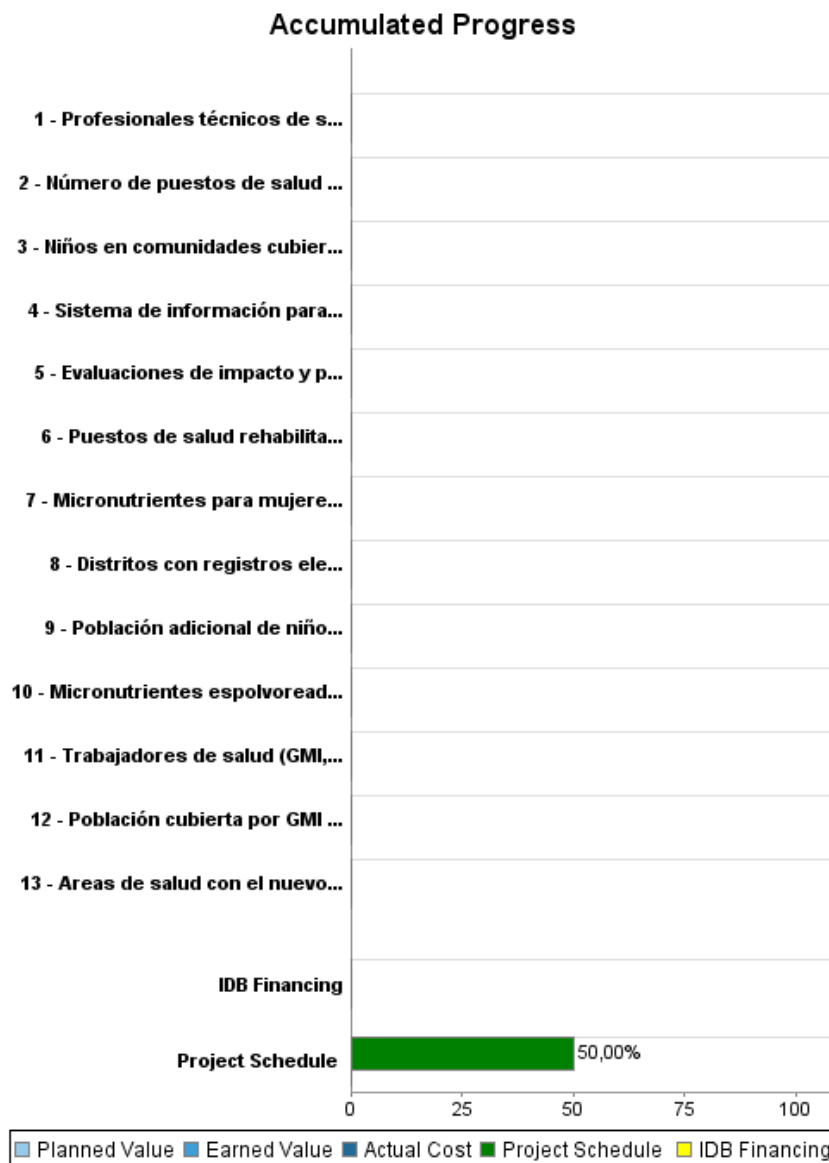 Accumulated Progress
1 - Profesionales técnicos de s...
2 - Número de puestos de salud ...
3 - Niños en comunidades cubier...
4 - Sistema de información para...
5 - Evaluaciones de impacto y p...
6 - Puestos de salud rehabilita...
7 - Micronutrientes para mujere...
8 - Distritos con registros ele...
9 - Población adicional de niño...
10 - Micronutrientes espolvoread...
11 - Trabajadores de salud (GMI,...
12 - Población cubierta por GMI ...
13 - Areas de salud con el nuevo...
IDB Financing
Project Schedule 50,00%
0 25 50 75 100
Planned Value Earned Value Actual Cost Project Schedule IDB Financing